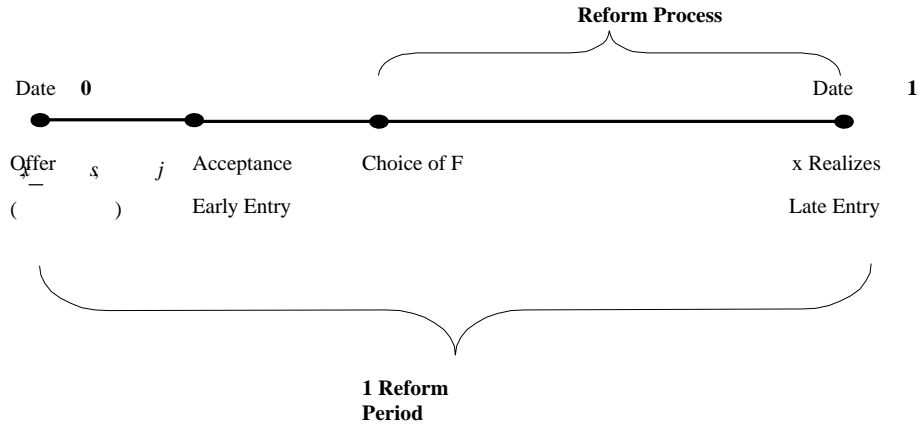 Reform Process
Date 0 Date 1
Offer s, j Acceptance Choice of F x Realizes
( ) Early Entry Late Entry
1 Reform
Period